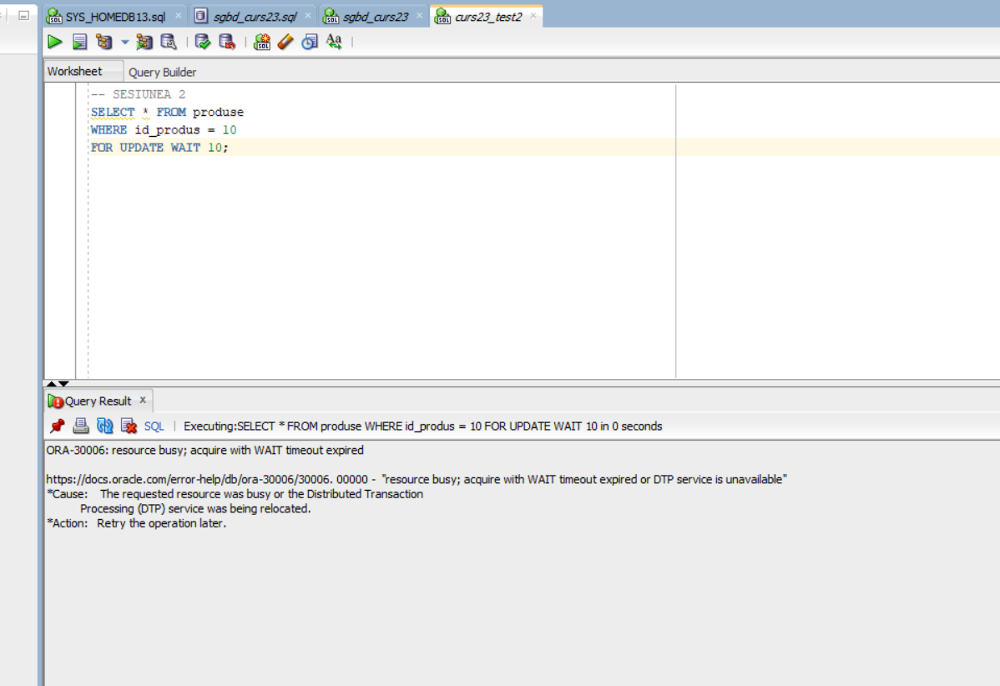 SYS_HOMEDB13.sql × sgbd_curs23.sql × sgbd_curs23 × curs23_test2 ×
Worksheet Query Builder
-- SESIUNEA 2
SELECT * FROM produse
WHERE id_produs = 10
FOR UPDATE WAIT 10;
Query Result x
SQL | Executing:SELECT * FROM produse WHERE id_produs = 10 FOR UPDATE WAIT 10 in 0 seconds
ORA-30006: resource busy; acquire with WAIT timeout expired
https://docs.oracle.com/error-help/db/ora-30006/30006. 00000 - "resource busy; acquire with WAIT timeout expired or DTP service is unavailable"
*Cause: The requested resource was busy or the Distributed Transaction
Processing (DTP) service was being relocated.
*Action: Retry the operation later.